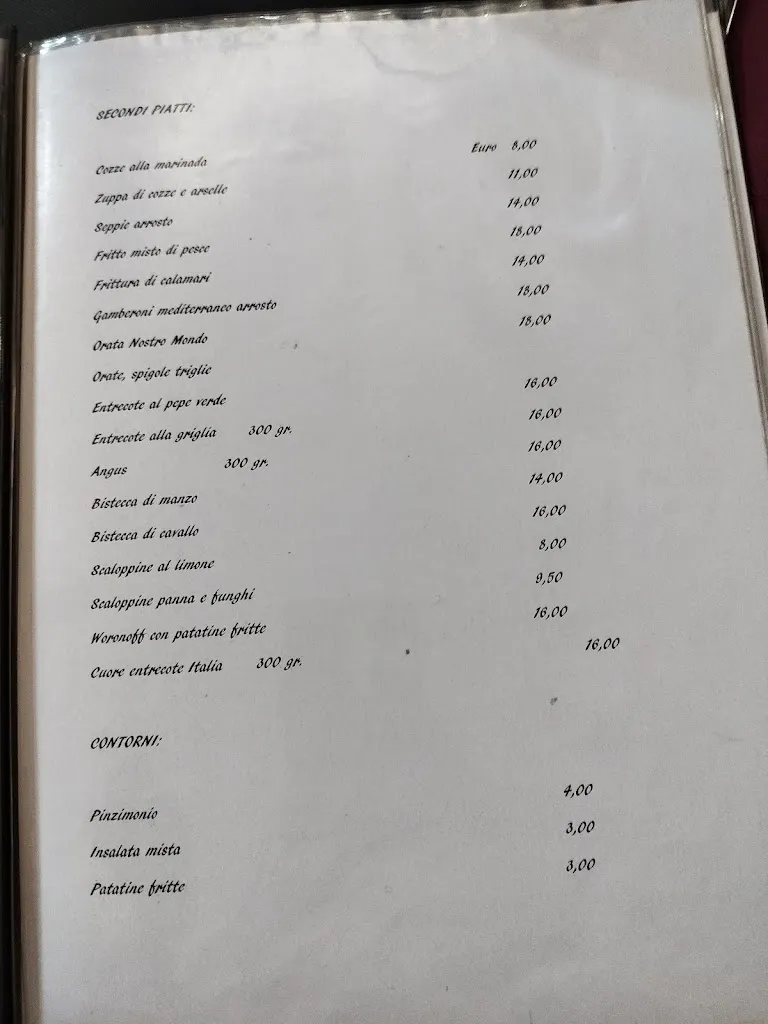 SECONDI PIATTI:
Cozze alla marinada Euro 8,00
Zuppa di cozze e arselle 11,00
Seppie arrosto 14,00
Fritto misto di pesce 18,00
Frittura di calamari 14,00
Gamberoni mediterraneo arrosto 18,00
Orata Nostro Mondo 18,00
Orate, spigole triglie
Entrecote al pepe verde 16,00
Entrecote alla griglia 300 gr. 16,00
Angus 300 gr. 16,00
Bistecca di manzo 14,00
Bistecca di cavallo 16,00
Scaloppine al limone 8,00
Scaloppine panna e funghi 9,50
Woronoff con patatine fritte 16,00
Cuore entrecote Italia 300 gr. 16,00
CONTORNI:
Pinzimonio 4,00
Insalata mista 3,00
Patatine fritte 3,00